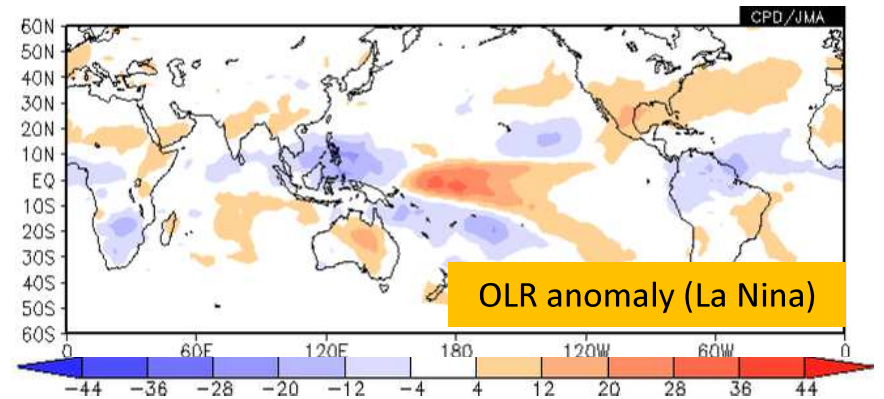 CPD/JMA
60N
50N
40N
30N
20N
10N
EQ
10S
20S
30S
40S
50S
60S
OLR anomaly (La Nina)
0 60E 120E 180 120W 60W 0
-44 -36 -28 -20 -12 -4 4 12 20 28 36 44